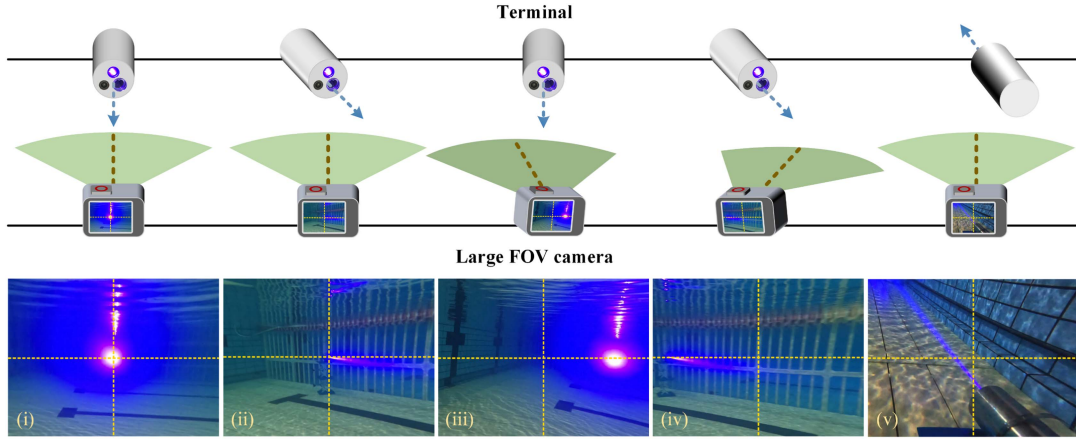 Terminal
Large FOV camera
(i)
(ii)
(iii)
(iv)
(v)